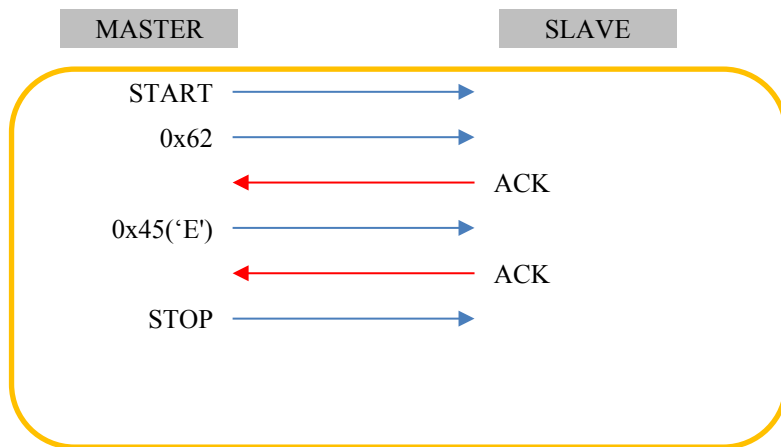 MASTER SLAVE
START
0x62
ACK
0x45(‘E')
ACK
STOP